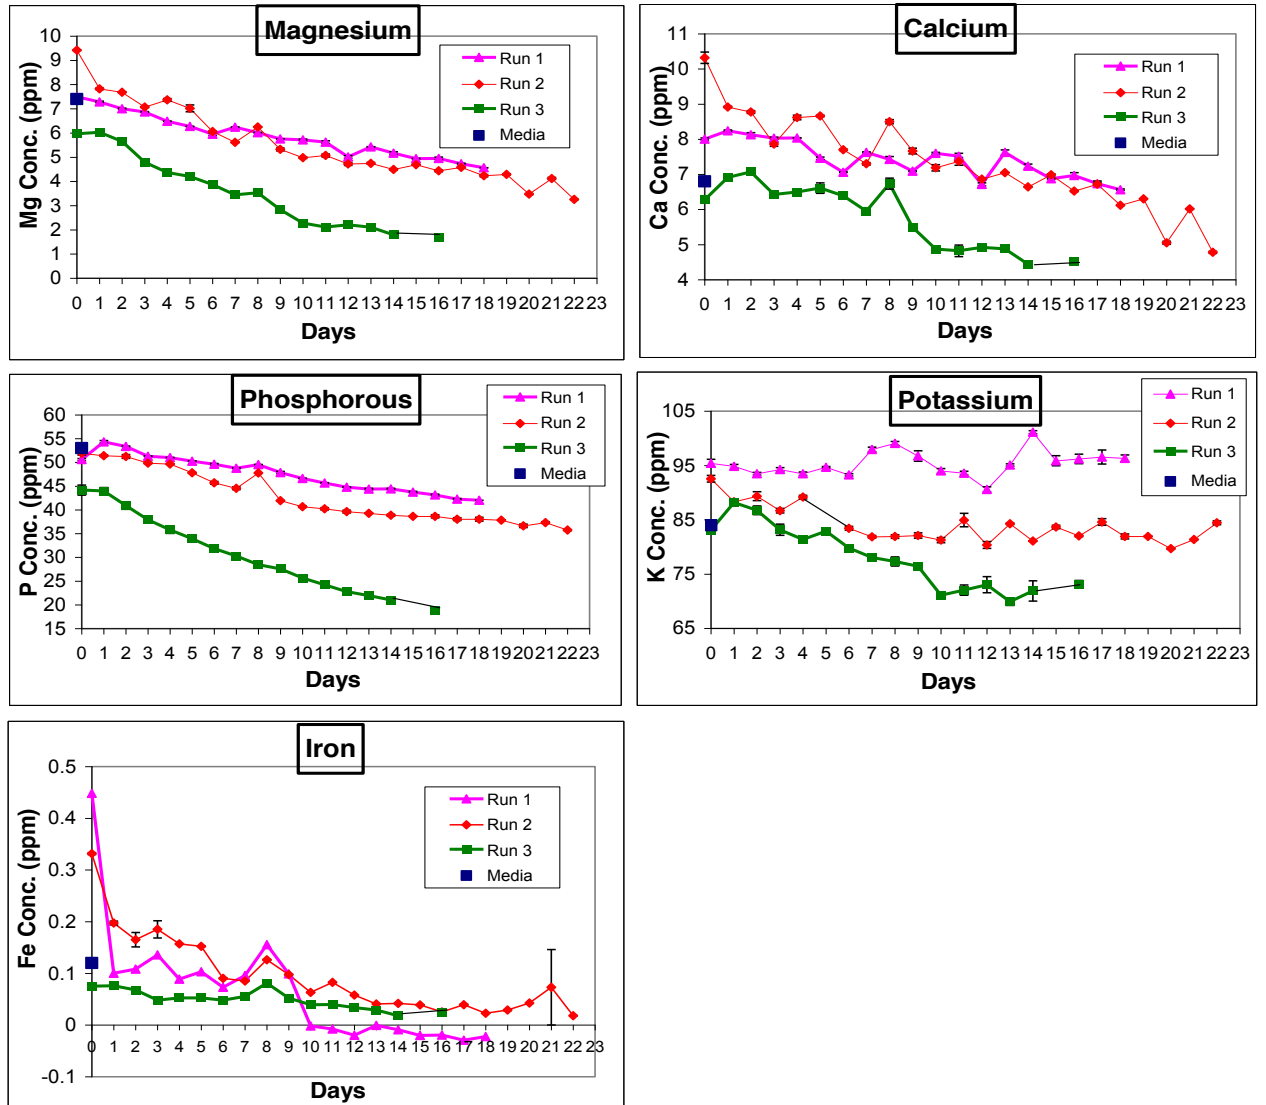 Magnesium
Mg Conc. (ppm)
10
9
8
7
6
5
4
3
2
1
0
Run 1
Run 2
Run 3
Media
0 1 2 3 4 5 6 7 8 9 10 11 12 13 14 15 16 17 18 19 20 21 22 23
Days
Calcium
Ca Conc. (ppm)
11
10
9
8
7
6
5
4
Run 1
Run 2
Run 3
Media
0 1 2 3 4 5 6 7 8 9 10 11 12 13 14 15 16 17 18 19 20 21 22 23
Days
Phosphorous
P Conc. (ppm)
60
55
50
45
40
35
30
25
20
15
Run 1
Run 2
Run 3
Media
0 1 2 3 4 5 6 7 8 9 10 11 12 13 14 15 16 17 18 19 20 21 22 23
Days
Potassium
K Conc. (ppm)
105
95
85
75
65
Run 1
Run 2
Run 3
Media
0 1 2 3 4 5 6 7 8 9 10 11 12 13 14 15 16 17 18 19 20 21 22 23
Days
Iron
Fe Conc. (ppm)
0.5
0.4
0.3
0.2
0.1
0
-0.1
Run 1
Run 2
Run 3
Media
0 1 2 3 4 5 6 7 8 9 10 11 12 13 14 15 16 17 18 19 20 21 22 23
Days